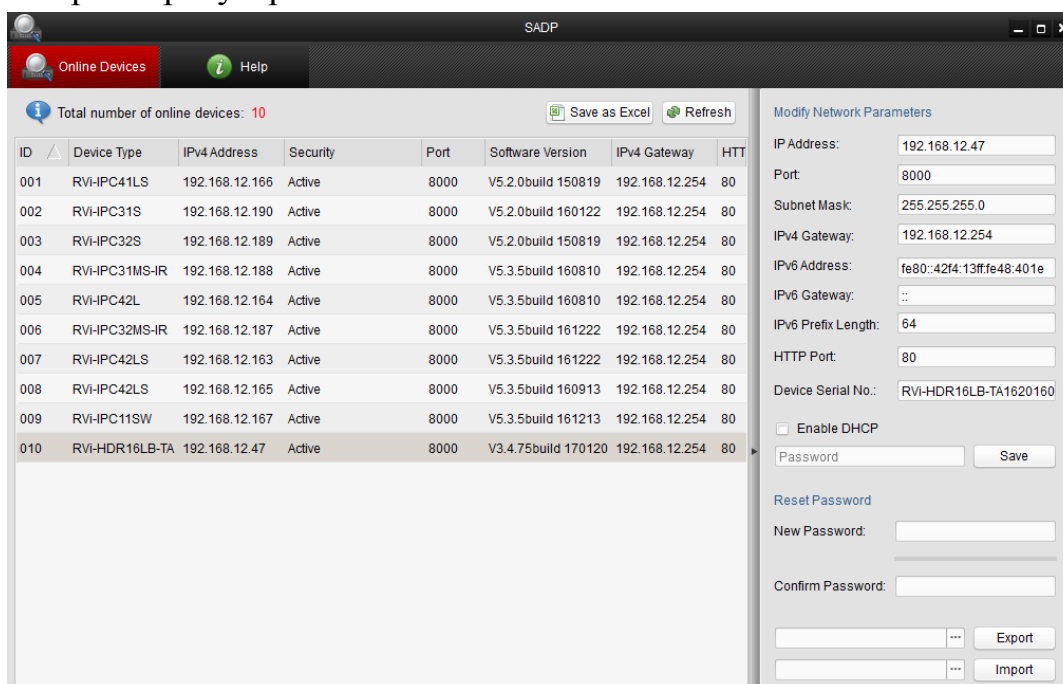 SADP
Online Devices Help
Total number of online devices: 10 Save as Excel Refresh
ID Device Type IPv4 Address Security Port Software Version IPv4 Gateway HTT
001 RVi-IPC41LS 192.168.12.166 Active 8000 V5.2.0build 150819 192.168.12.254 80
002 RVi-IPC31S 192.168.12.190 Active 8000 V5.2.0build 160122 192.168.12.254 80
003 RVi-IPC32S 192.168.12.189 Active 8000 V5.2.0build 150819 192.168.12.254 80
004 RVi-IPC31MS-IR 192.168.12.188 Active 8000 V5.3.5build 160810 192.168.12.254 80
005 RVi-IPC42L 192.168.12.164 Active 8000 V5.3.5build 160810 192.168.12.254 80
006 RVi-IPC32MS-IR 192.168.12.187 Active 8000 V5.3.5build 161222 192.168.12.254 80
007 RVi-IPC42LS 192.168.12.163 Active 8000 V5.3.5build 161222 192.168.12.254 80
008 RVi-IPC42LS 192.168.12.165 Active 8000 V5.3.5build 160913 192.168.12.254 80
009 RVi-IPC11SW 192.168.12.167 Active 8000 V5.3.5build 161213 192.168.12.254 80
010 RVi-HDR16LB-TA 192.168.12.47 Active 8000 V3.4.75build 170120 192.168.12.254 80
Modify Network Parameters
IP Address: 192.168.12.47
Port: 8000
Subnet Mask: 255.255.255.0
IPv4 Gateway: 192.168.12.254
IPv6 Address: fe80::42f4:13ff:fe48:401e
IPv6 Gateway: ::
IPv6 Prefix Length: 64
HTTP Port: 80
Device Serial No.: RVi-HDR16LB-TA1620160
Enable DHCP
Password Save
Reset Password
New Password:
Confirm Password:
... Export
... Import